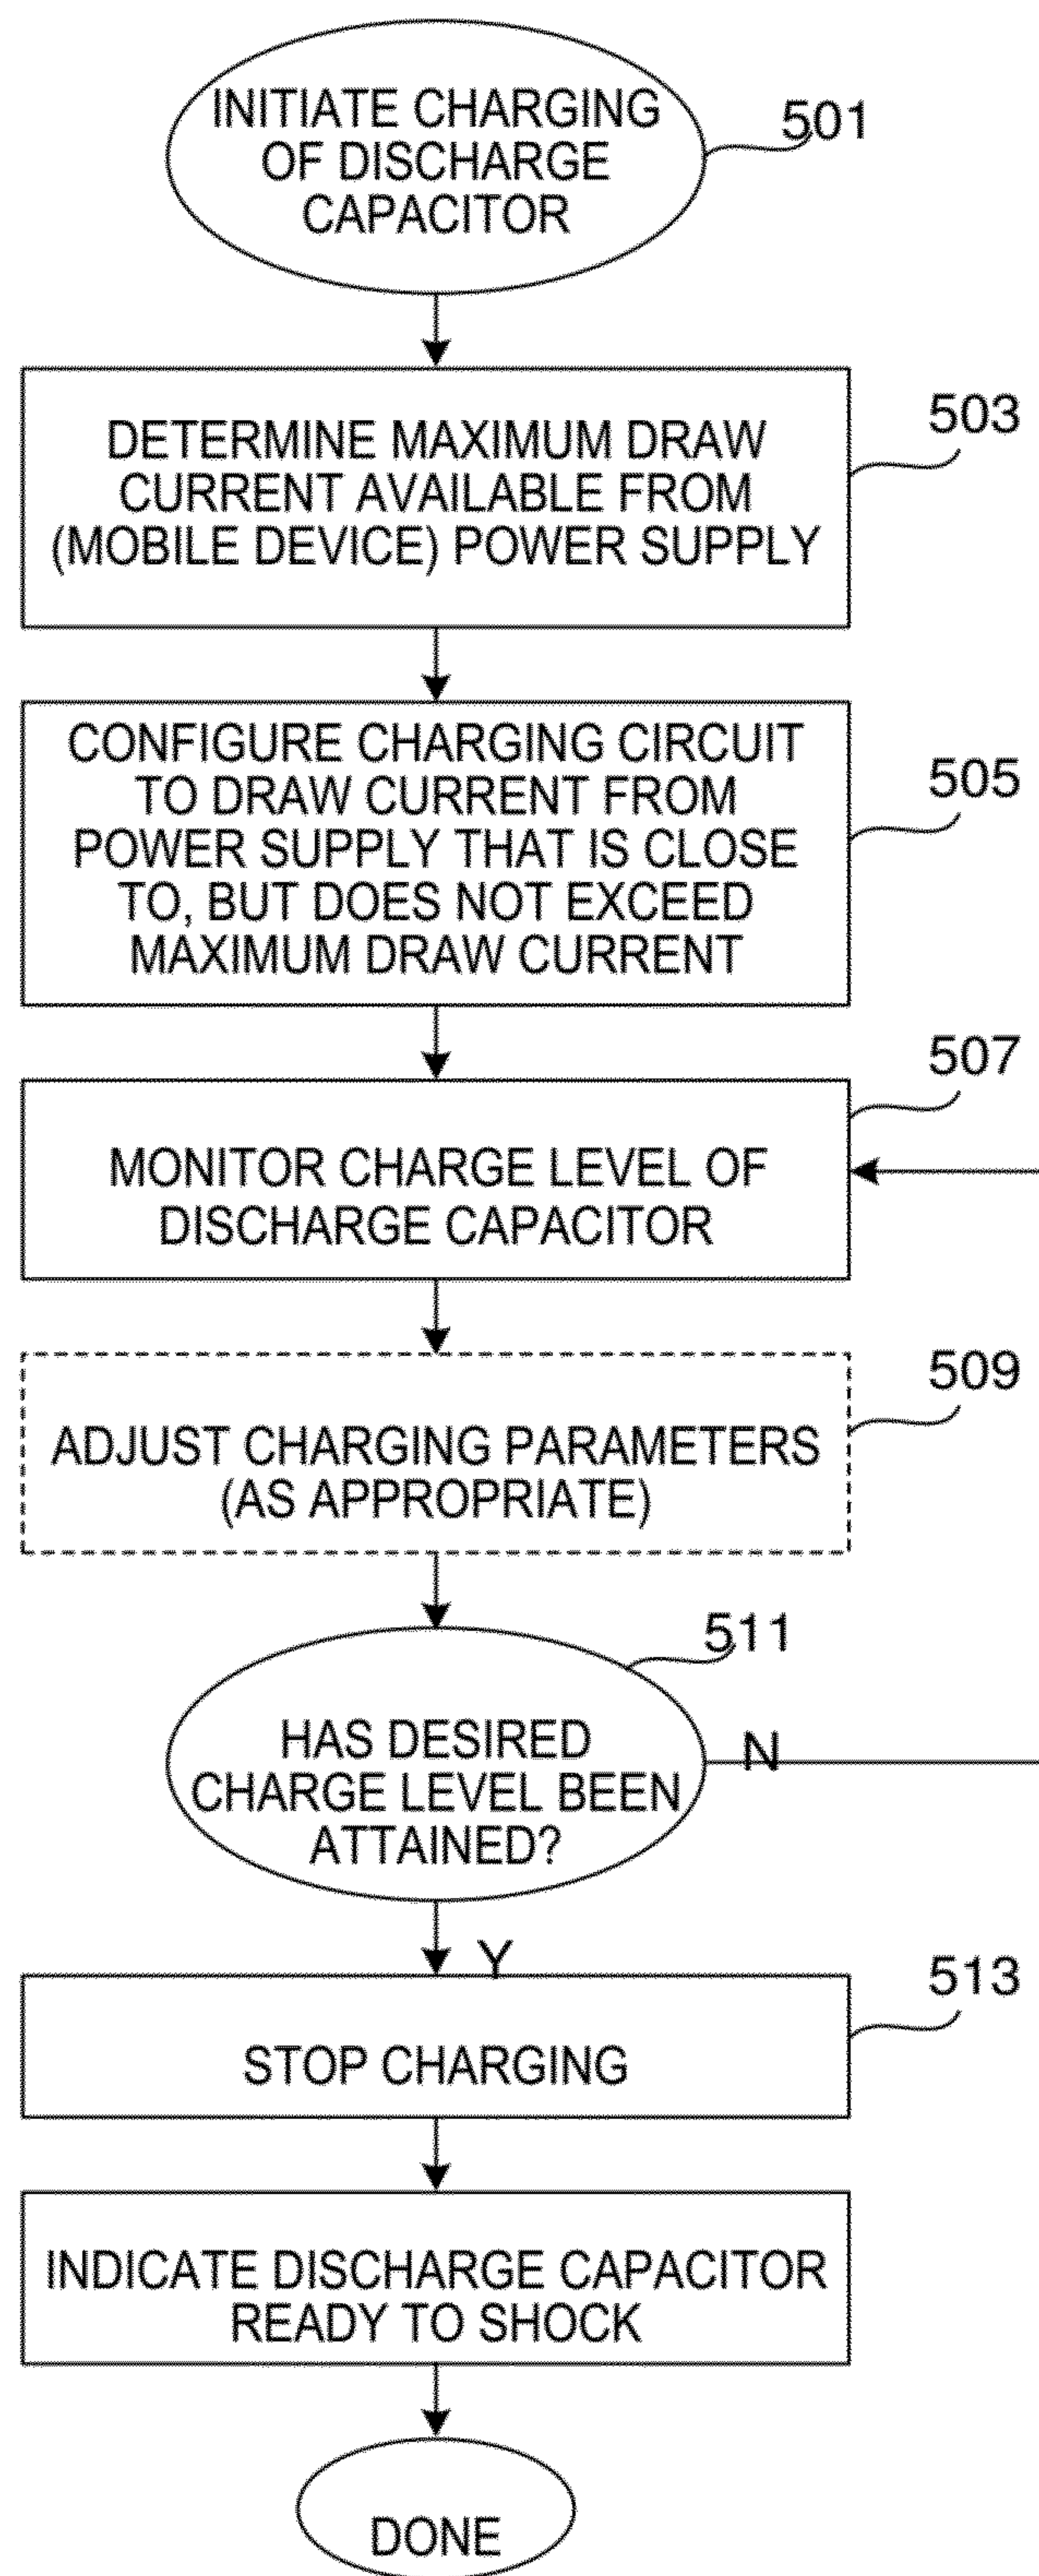 INITIATE CHARGING
OF DISCHARGE
CAPACITOR
501
DETERMINE MAXIMUM DRAW
CURRENT AVAILABLE FROM
(MOBILE DEVICE) POWER SUPPLY
503
CONFIGURE CHARGING CIRCUIT
TO DRAW CURRENT FROM
POWER SUPPLY THAT IS CLOSE
TO, BUT DOES NOT EXCEED
MAXIMUM DRAW CURRENT
505
MONITOR CHARGE LEVEL OF
DISCHARGE CAPACITOR
507
ADJUST CHARGING PARAMETERS
(AS APPROPRIATE)
509
HAS DESIRED
CHARGE LEVEL BEEN
ATTAINED?
511
N
Y
STOP CHARGING
513
INDICATE DISCHARGE CAPACITOR
READY TO SHOCK
DONE